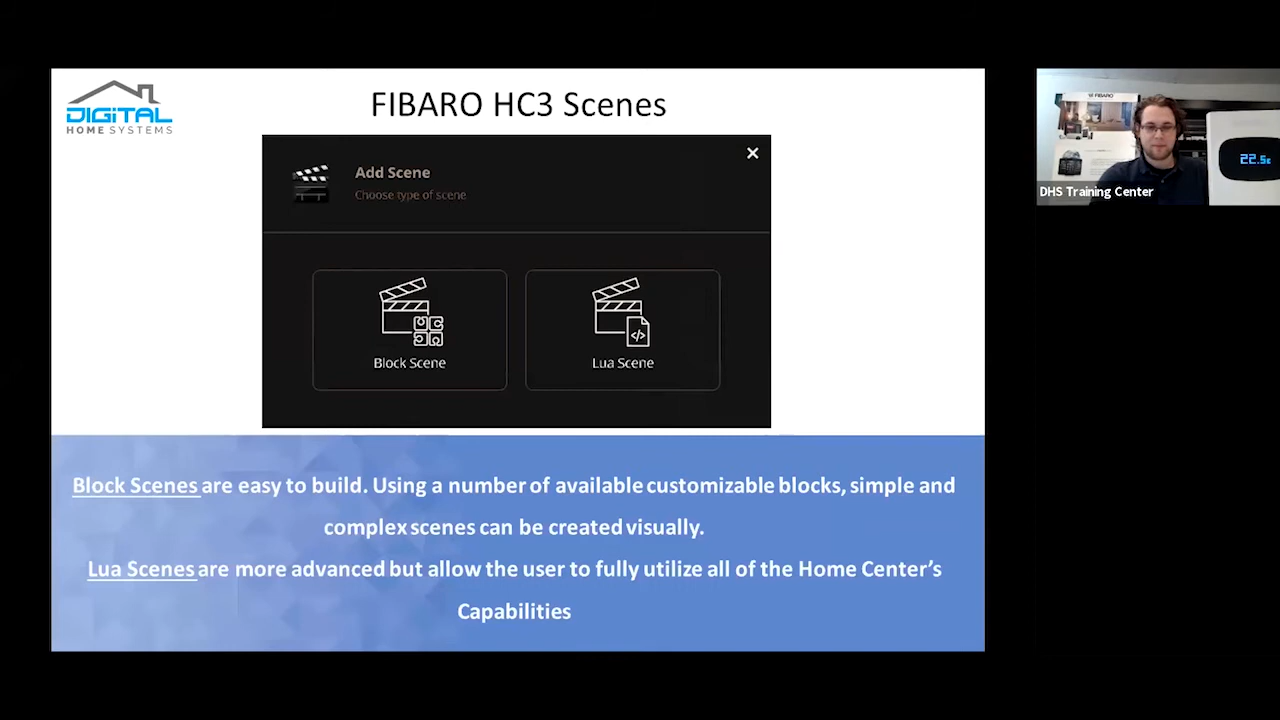 DIGITAL
HOME SYSTEMS
FIBARO HC3 Scenes
Add Scene
Choose type of scene
Block Scene
Lua Scene
Block Scenes are easy to build. Using a number of available customizable blocks, simple and
complex scenes can be created visually.
Lua Scenes are more advanced but allow the user to fully utilize all of the Home Center's
Capabilities
FIBARO
22.5c
DHS Training Center